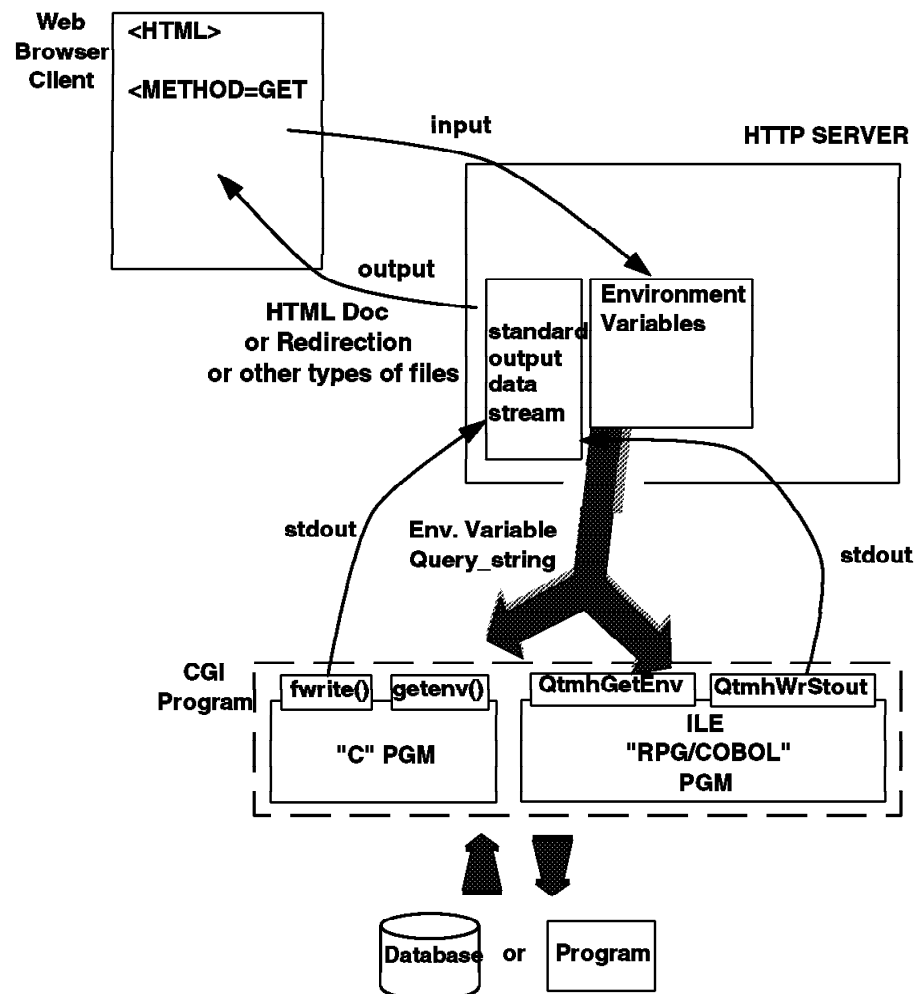 Web
Browser
Client
<HTML>
<METHOD=GET
input
HTTP SERVER
output
HTML Doc
or Redirection
or other types of files
standard
output
data
stream
Environment
Variables
stdout
Env. Variable
Query_string
stdout
CGI
Program
fwrite()
getenv()
QtmhGetEnv
QtmhWrStout
"C" PGM
ILE
"RPG/COBOL"
PGM
Database
or
Program